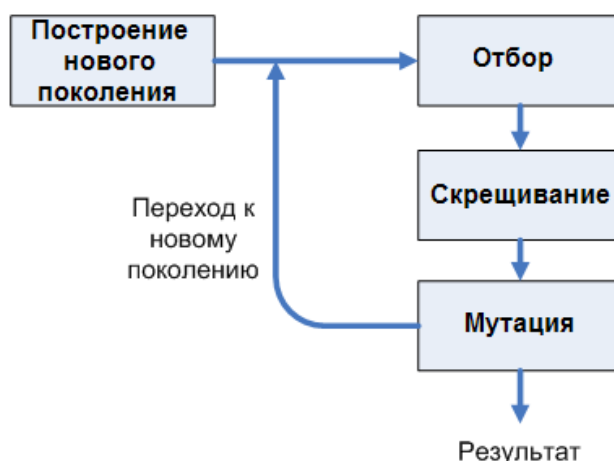 Построение
нового
поколения
Отбор
Скрещивание
Переход к
новому
поколению
Мутация
Результат